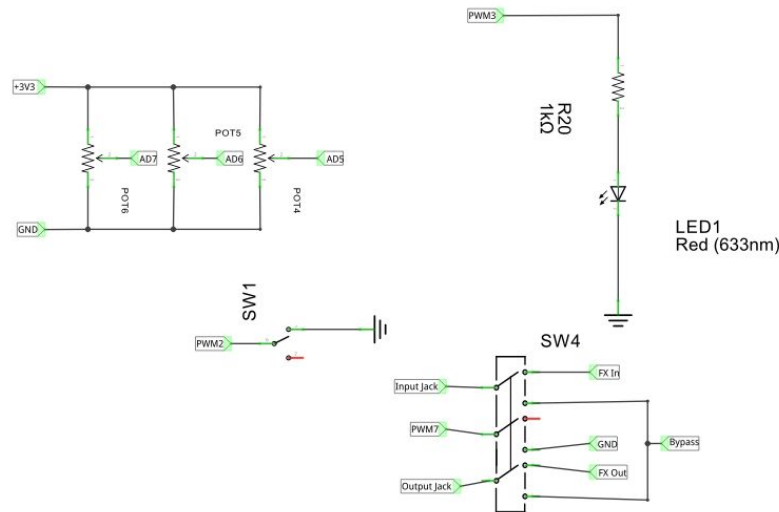 PWM3
+3V3
R20
1kΩ
POT5
AD7
AD6
AD5
POT6
POT4
GND
LED1
Red (633nm)
SW1
PWM2
SW4
FX In
Input Jack
PWM7
GND
Bypass
FX Out
Output Jack